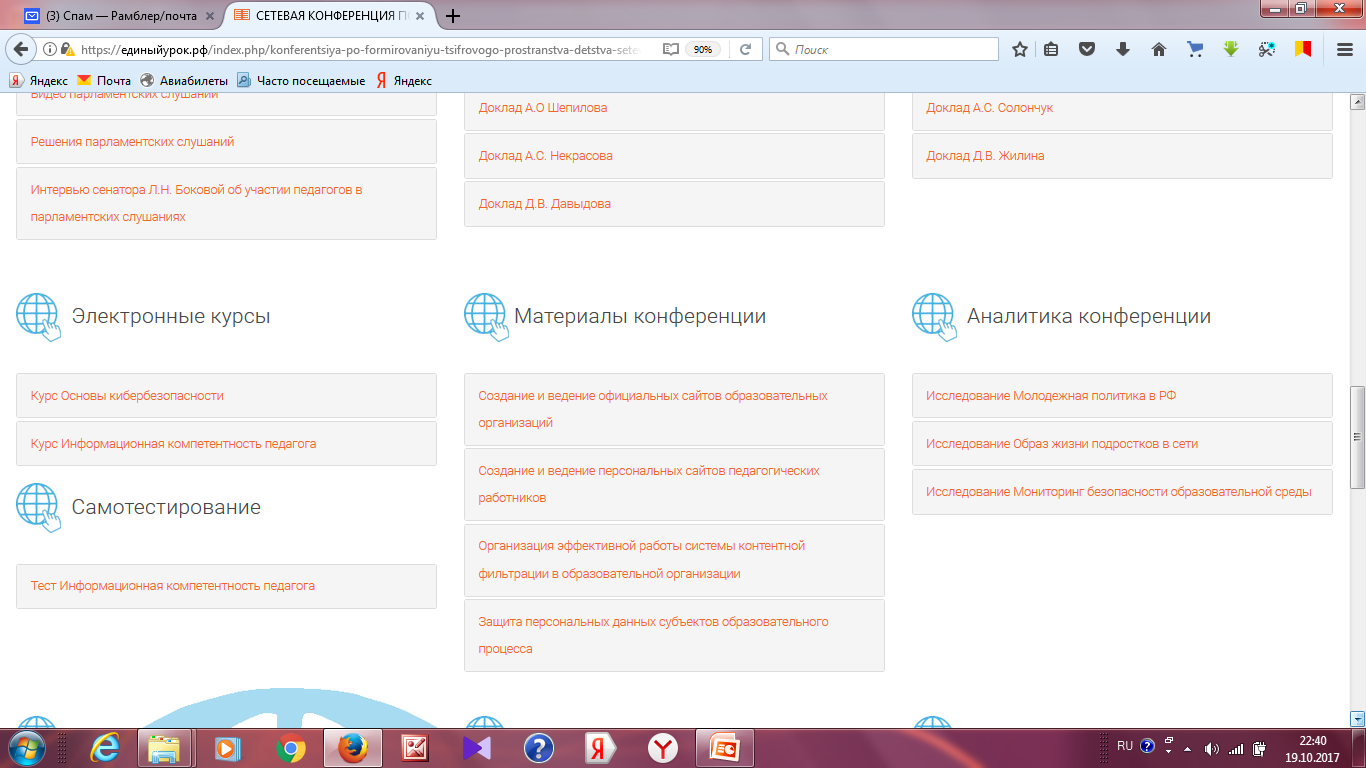 (3) Спам — Рамблер/почта
СЕТЕВАЯ КОНФЕРЕНЦИЯ П
https://единыйурок.рф/index.php/konferentsiya-po-formirovaniyu-tsifrovogo-prostranstva-detstva-sete
90%
Поиск
Яндекс
Почта
Авиабилеты
Часто посещаемые
Яндекс
Видео парламентских слушаний
Решения парламентских слушаний
Интервью сенатора Л.Н. Боковой об участии педагогов в
парламентских слушаниях
Доклад А.О Шепилова
Доклад А.С. Некрасова
Доклад Д.В. Давыдова
Доклад А.С. Солончук
Доклад Д.В. Жилина
Электронные курсы
Курс Основы кибербезопасности
Курс Информационная компетентность педагога
Самотестирование
Тест Информационная компетентность педагога
Материалы конференции
Создание и ведение официальных сайтов образовательных
организаций
Создание и ведение персональных сайтов педагогических
работников
Организация эффективной работы системы контентной
фильтрации в образовательной организации
Защита персональных данных субъектов образовательного
процесса
Аналитика конференции
Исследование Молодежная политика в РФ
Исследование Образ жизни подростков в сети
Исследование Мониторинг безопасности образовательной среды
RU
22:40
19.10.2017